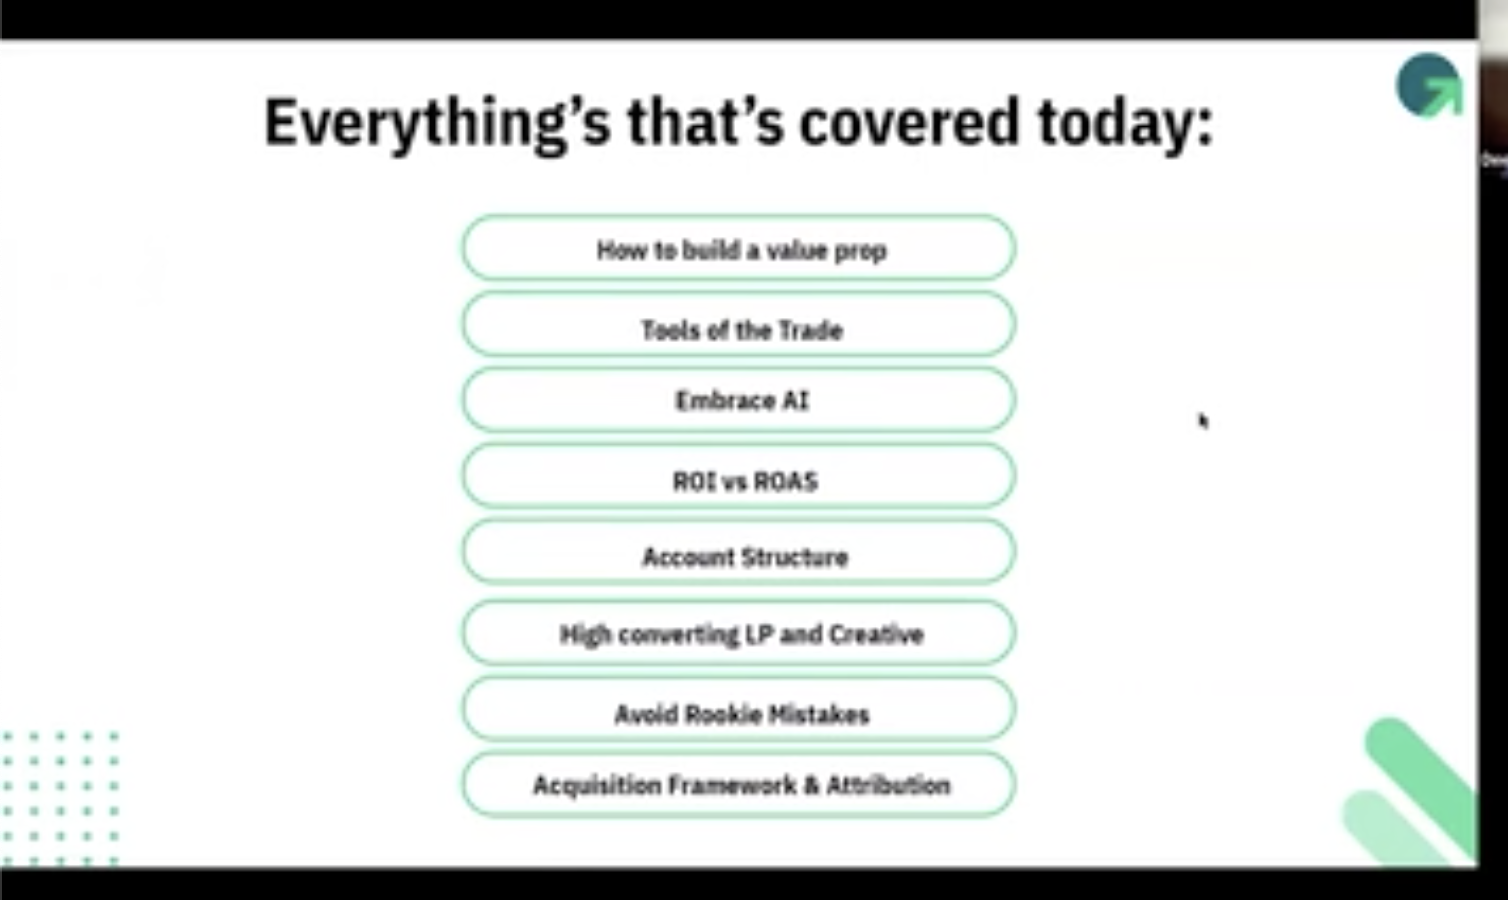 Everything’s that’s covered today:
How to build a value prop
Tools of the Trade
Embrace AI
ROI vs ROAS
Account Structure
High converting LP and Creative
Avoid Rookie Mistakes
Acquisition Framework & Attribution